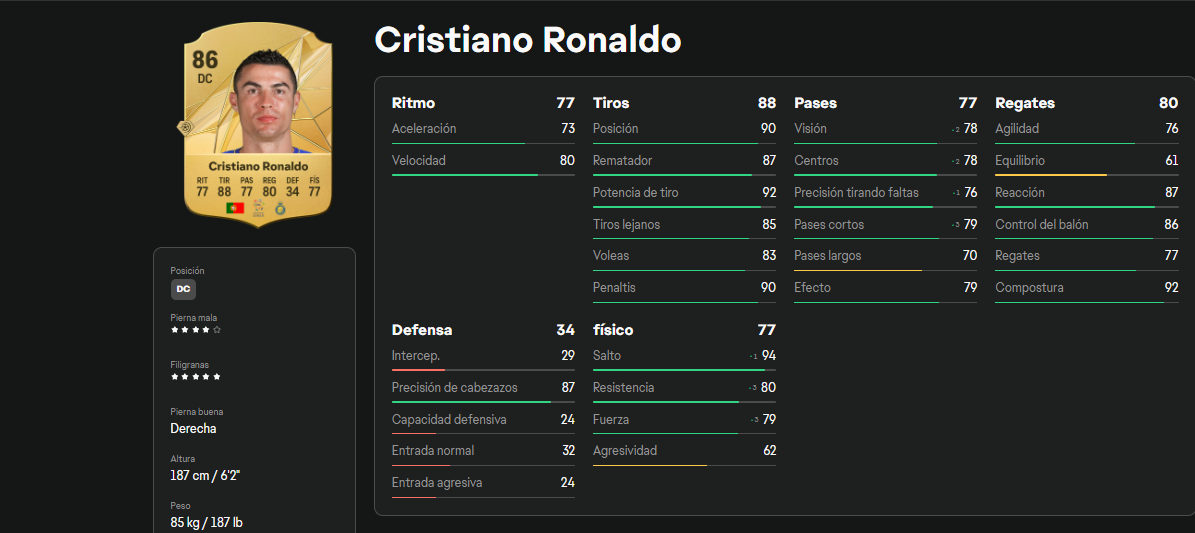 Cristiano Ronaldo
86
DC
Cristiano Ronaldo
RIT TIR PAS REG DEF FÍS
77 88 77 80 34 77
Posición
DC
Pierna mala
Filigranas
Pierna buena
Derecha
Altura
187 cm / 6'2"
Peso
85 kg / 187 lb
Ritmo 77
Aceleración 73
Velocidad 80
Tiros 88
Posición 90
Rematador 87
Potencia de tiro 92
Tiros lejanos 85
Voleas 83
Penaltis 90
Pases 77
Visión -2 78
Centros -2 78
Precisión tirando faltas -1 76
Pases cortos -3 79
Pases largos 70
Efecto 79
Regates 80
Agilidad 76
Equilibrio 61
Reacción 87
Control del balón 86
Regates 77
Compostura 92
Defensa 34
Intercep. 29
Precisión de cabezazos 87
Capacidad defensiva 24
Entrada normal 32
Entrada agresiva 24
físico 77
Salto -1 94
Resistencia -3 80
Fuerza -3 79
Agresividad 62